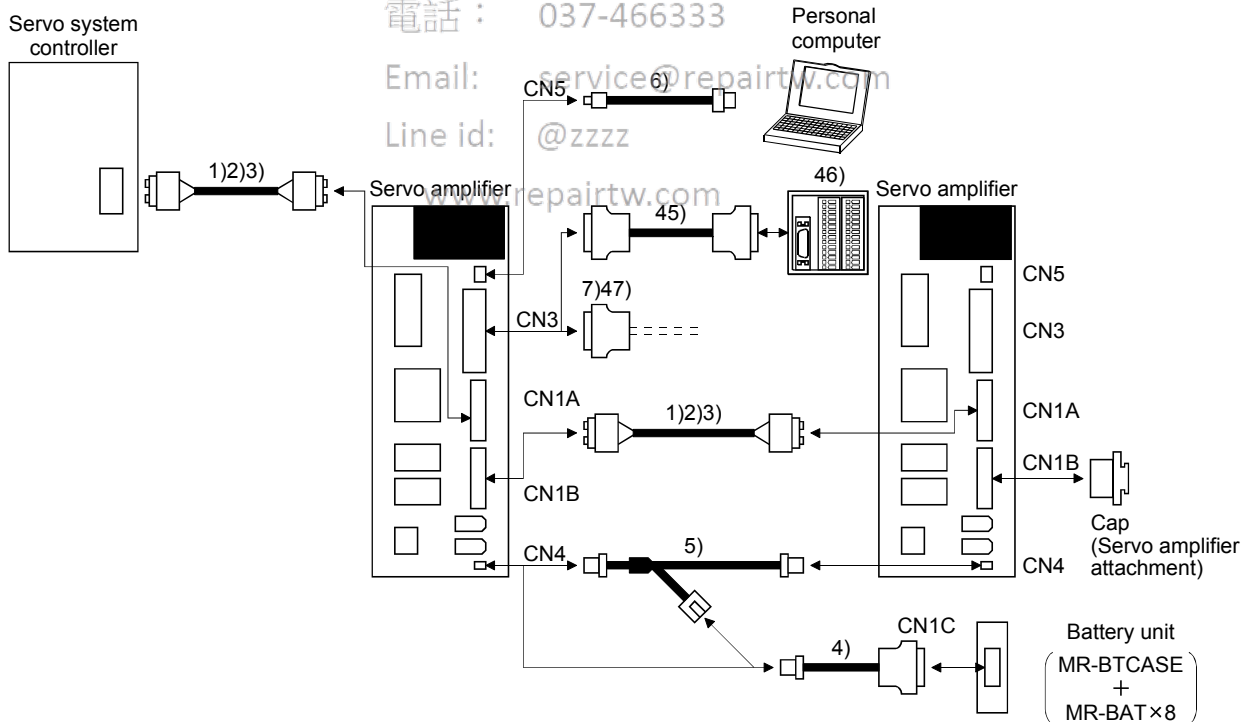 電話： 037-466333
Email: service@repairtw.com
Line id: @zzzz
www.repairtw.com
Servo system
controller
Personal
computer
CN5
6)
1)2)3)
Servo amplifier
45)
46)
Servo amplifier
CN5
7)47)
CN3
CN3
CN1A
1)2)3)
CN1A
CN1B
CN1B
Cap
(Servo amplifier
attachment)
CN4
5)
CN4
4)
CN1C
Battery unit
MR-BTCASE
+
MR-BAT×8